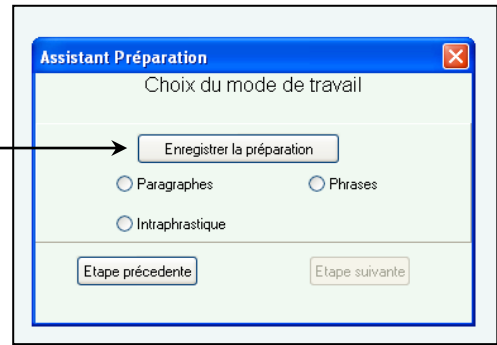 Assistant Préparation
Choix du mode de travail
Enregistrer la préparation
Paragraphes Phrases
Intraphrastique
Etape précedente Etape suivante